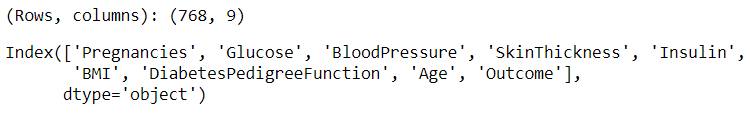 (Rows, columns): (768, 9)
Index(['Pregnancies', 'Glucose', 'BloodPressure', 'SkinThickness', 'Insulin',
'BMI', 'DiabetesPedigreeFunction', 'Age', 'Outcome'],
dtype='object')